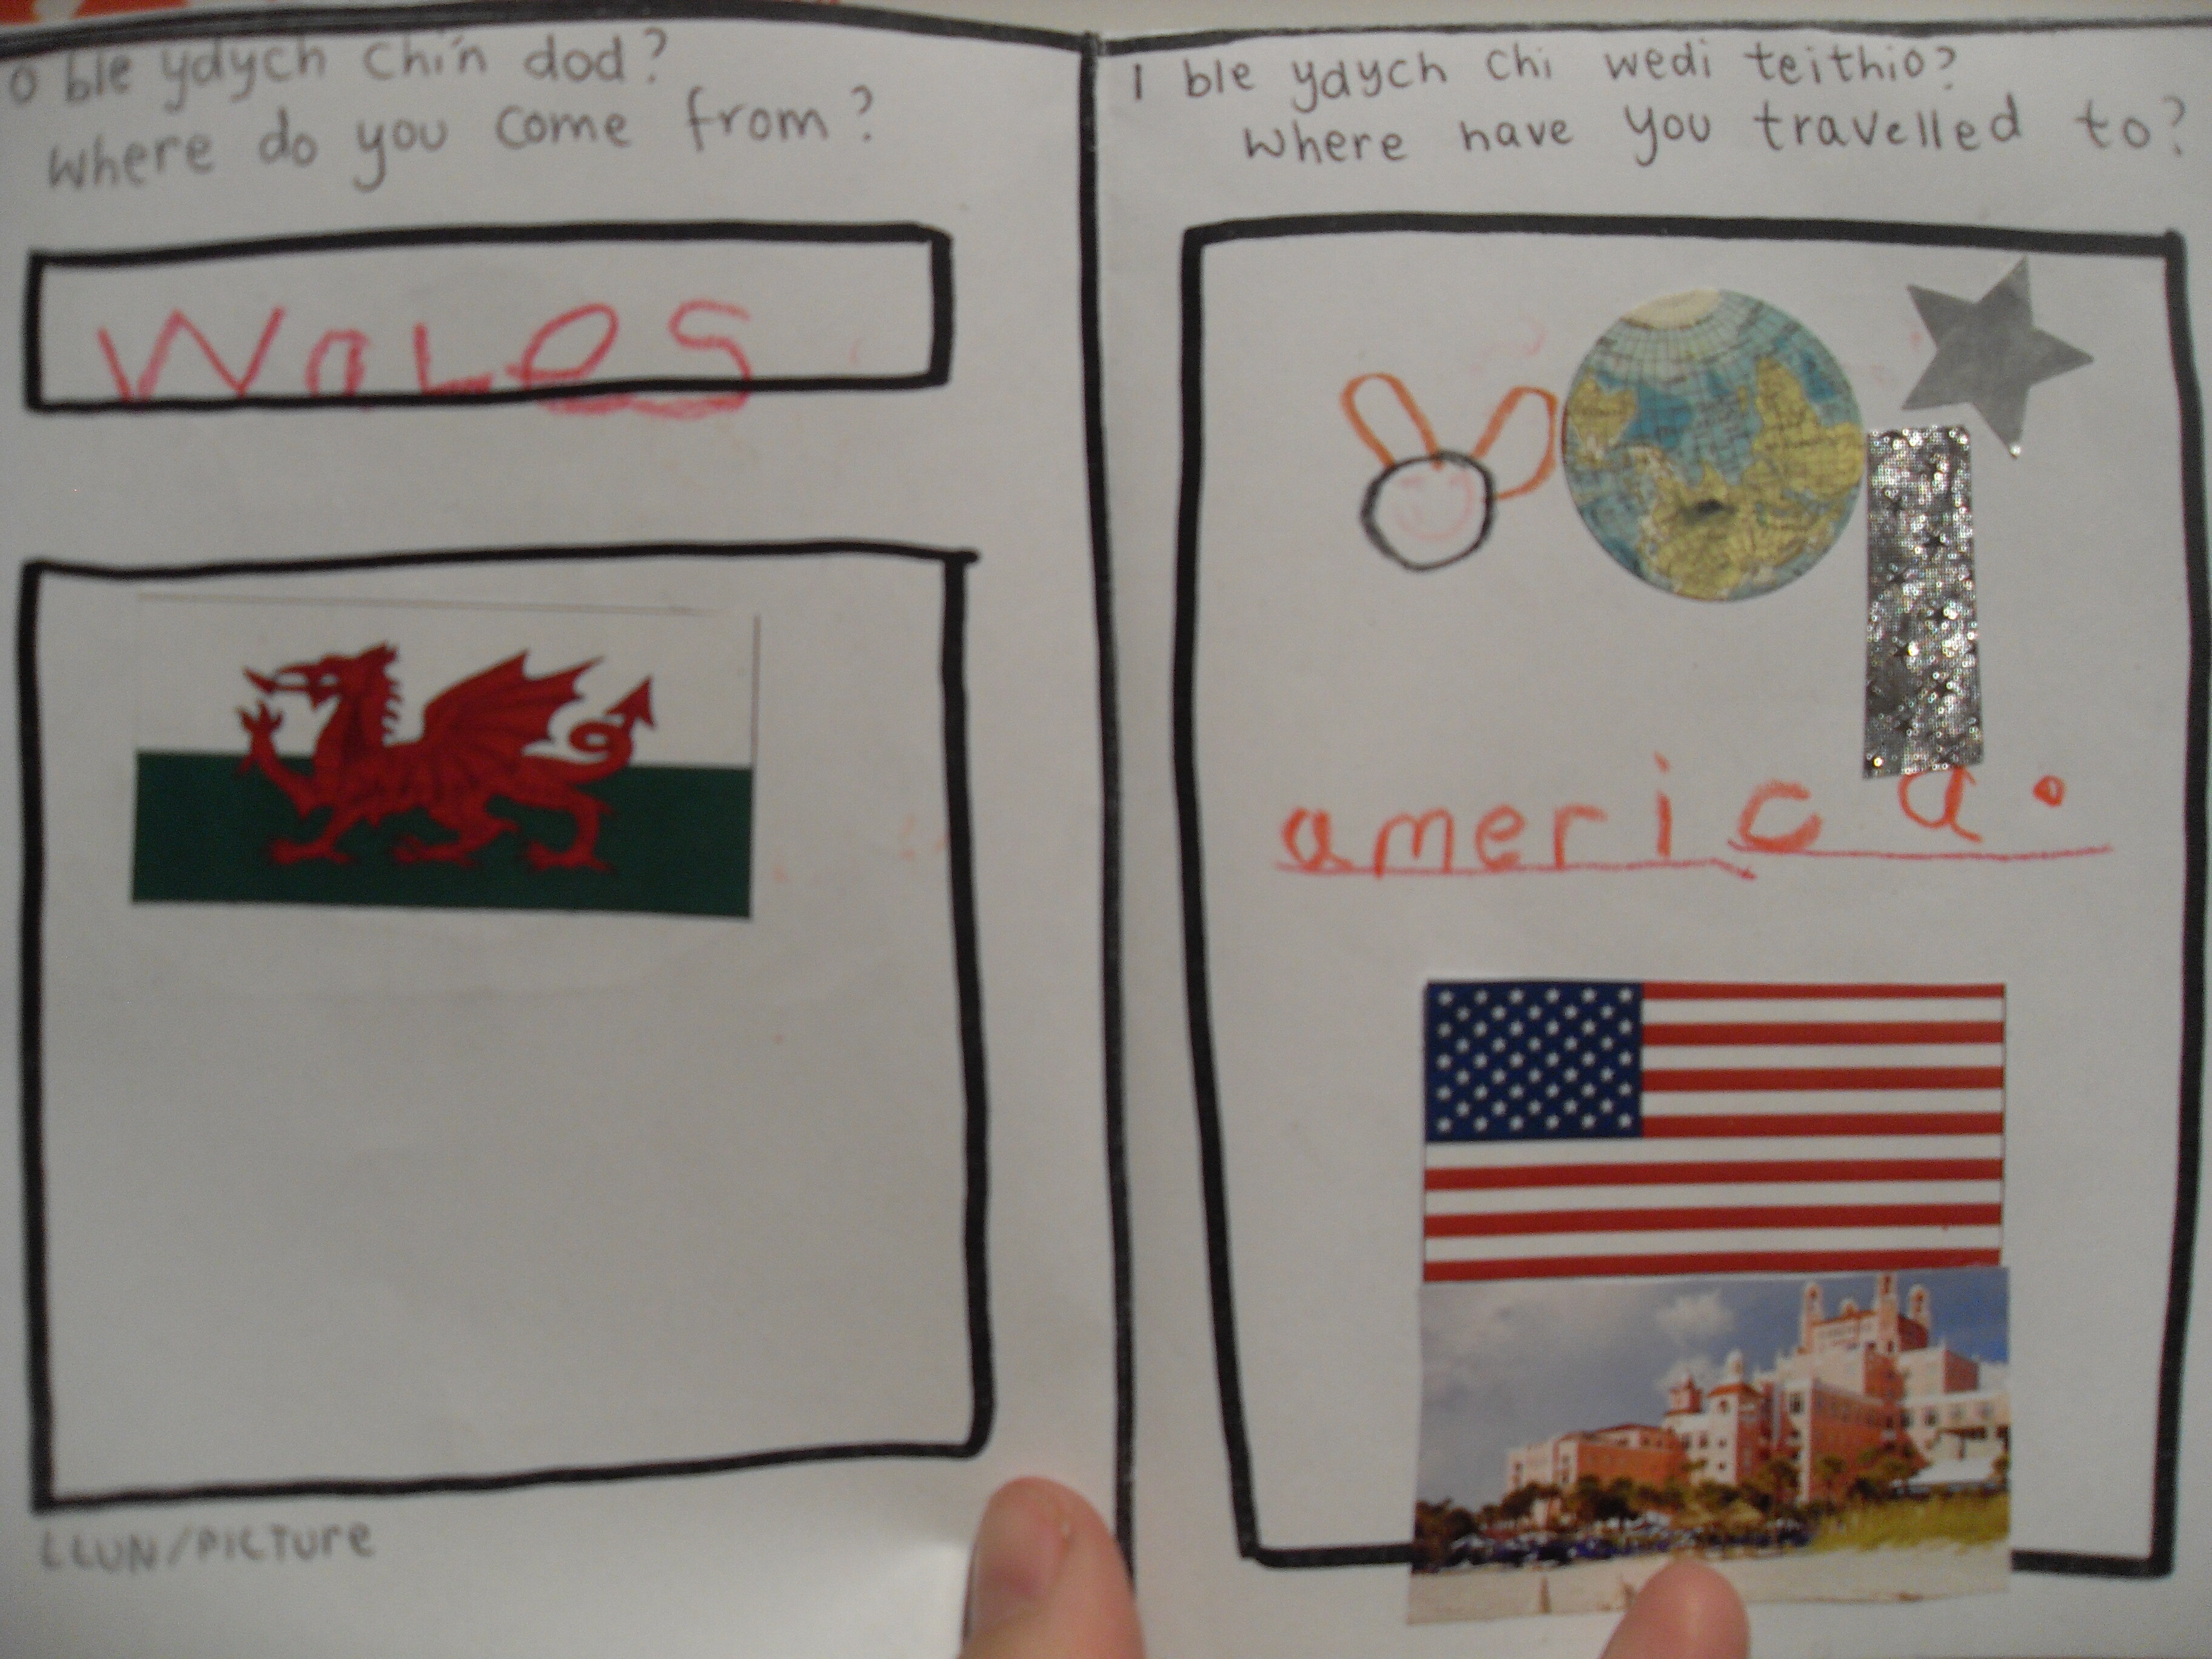 O ble ydych chi'n dod?
Where do you come from?
WaLes
LLUN/PICTURE
I ble ydych chi wedi teithio?
Where have you travelled to?
america.